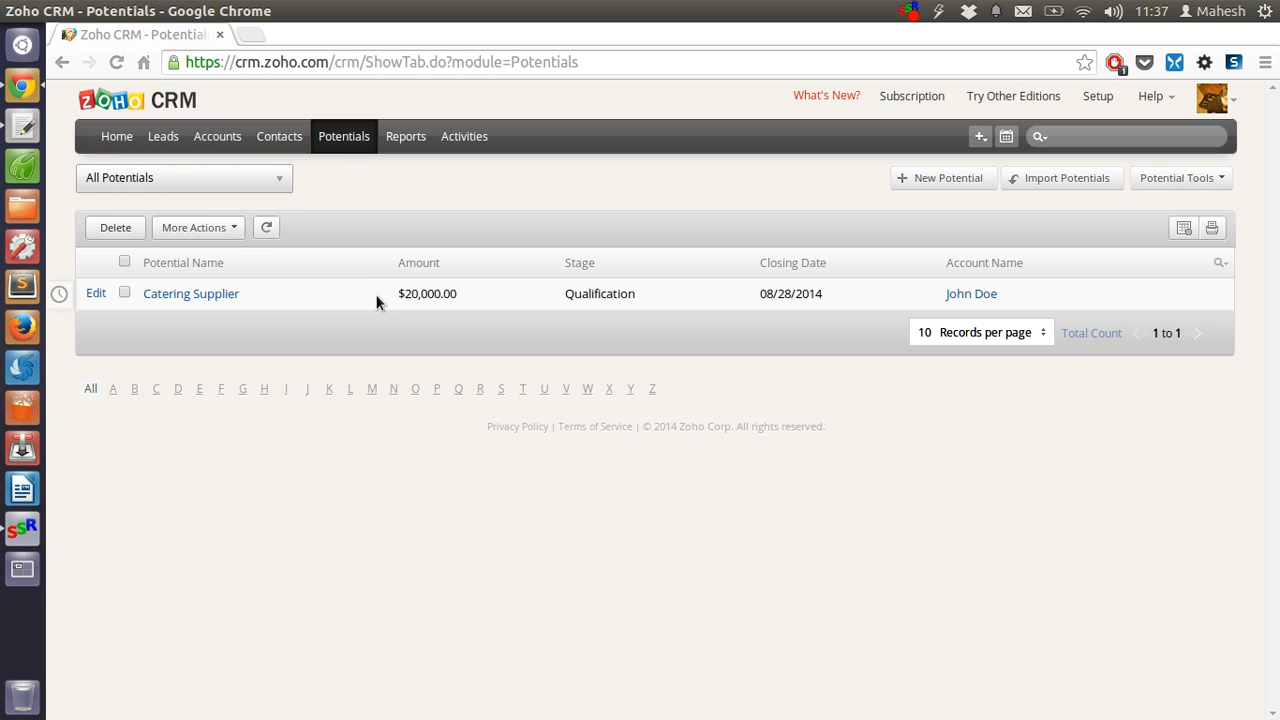 Zoho CRM - Potentials - Google Chrome 11:37 Mahesh
Zoho CRM - Potential
https://crm.zoho.com/crm/ShowTab.do?module=Potentials 1
ZOHO CRM What's New? Subscription Try Other Editions Setup Help
Home Leads Accounts Contacts Potentials Reports Activities
All Potentials New Potential Import Potentials Potential Tools
Delete More Actions
Potential Name Amount Stage Closing Date Account Name
Edit Catering Supplier $20,000.00 Qualification 08/28/2014 John Doe
10 Records per page Total Count 1 to 1
All A B C D E F G H I J K L M N O P Q R S T U V W X Y Z
Privacy Policy | Terms of Service | © 2014 Zoho Corp. All rights reserved.
SSR